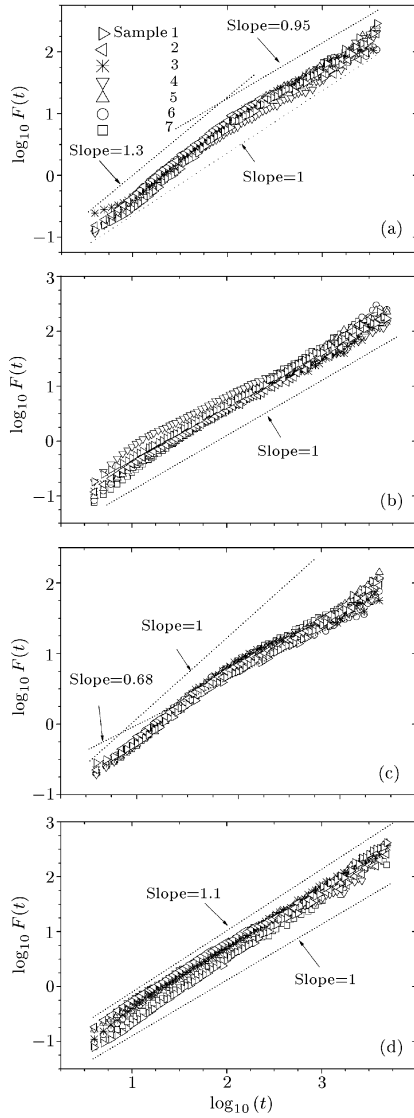 2
Sample 1
2
3
4
5
6
7
Slope=0.95
Slope=1.3
Slope=1
1
0
−1
log₁₀ F(t)
(a)
3
2
1
0
−1
log₁₀ F(t)
Slope=1
(b)
2
1
0
−1
log₁₀ F(t)
Slope=1
Slope=0.68
(c)
3
2
1
0
−1
log₁₀ F(t)
Slope=1.1
Slope=1
(d)
1 2 3
log₁₀ (t)